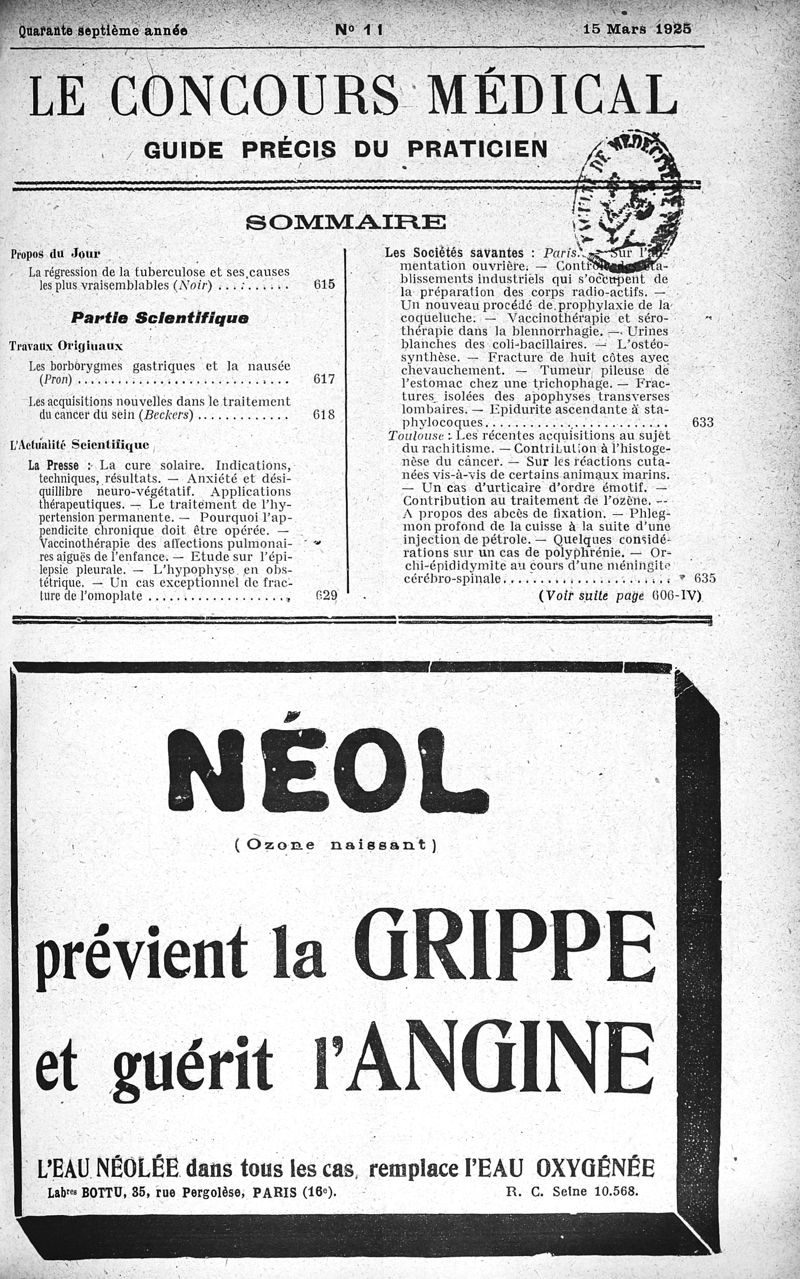 Quarante septième année
Nº 11
15 Mars 1925
LE CONCOURS MÉDICAL
GUIDE PRÉCIS DU PRATICIEN
FACULTÉ DE MÉDECINE DE
SOMMAIRE
Propos du Jour
La régression de la tuberculose et ses causes
les plus vraisemblables (Noir) ........... 615
Partie Scientifique
Travaux Originaux
Les borborygmes gastriques et la nausée
(Pron) ............................ 617
Les acquisitions nouvelles dans le traitement
du cancer du sein (Beckers) ............. 618
L'Actualité Scientifique
La Presse : La cure solaire. Indications,
techniques, résultats. — Anxiété et dési-
quillibre neuro-végétatif. Applications
thérapeutiques. — Le traitement de l'hy-
pertension permanente. — Pourquoi l'ap-
pendicite chronique doit être opérée. —
Vaccinothérapie des affections pulmonai-
res aiguës de l'enfance. — Etude sur l'épi-
lepsie pleurale. — L'hypophyse en obs-
tétrique. — Un cas exceptionnel de frac-
ture de l'omoplate ................... 629
Les Sociétés savantes : Paris. — Sur l'
mentation ouvrière. — Contrôle des éta-
blissements industriels qui s'occupent de
la préparation des corps radio-actifs. —
Un nouveau procédé de prophylaxie de la
coqueluche. — Vaccinothérapie et séro-
thérapie dans la blennorrhagie. — Urines
blanches des coli-bacillaires. — L'ostéo-
synthèse. — Fracture de huit côtes avec
chevauchement. — Tumeur pileuse de
l'estomac chez une trichophage. — Frac-
tures isolées des apophyses transverses
lombaires. — Epidurite ascendante à sta-
phylocoques........................ 633
Toulouse : Les récentes acquisitions au sujet
du rachitisme. — Contribution à l'histoge-
nèse du câncer. — Sur les réactions cuta-
nées vis-à-vis de certains animaux marins.
— Un cas d'urticaire d'ordre émotif. —
Contribution au traitement de l'ozène. —
A propos des abcès de fixation. — Phleg-
mon profond de la cuisse à la suite d'une
injection de pétrole. — Quelques considé-
rations sur un cas de polyphrénie. — Or-
chi-épididymite au cours d'une méningite
cérébro-spinale...................... 635
(Voir suite page 606-IV)
NÉOL
(Ozone naissant)
prévient la GRIPPE
et guérit l'ANGINE
L'EAU NÉOLÉE dans tous les cas, remplace l'EAU OXYGÉNÉE
Labres BOTTU, 35, rue Pergolèse, PARIS (16e).
R. C. Seine 10.568.